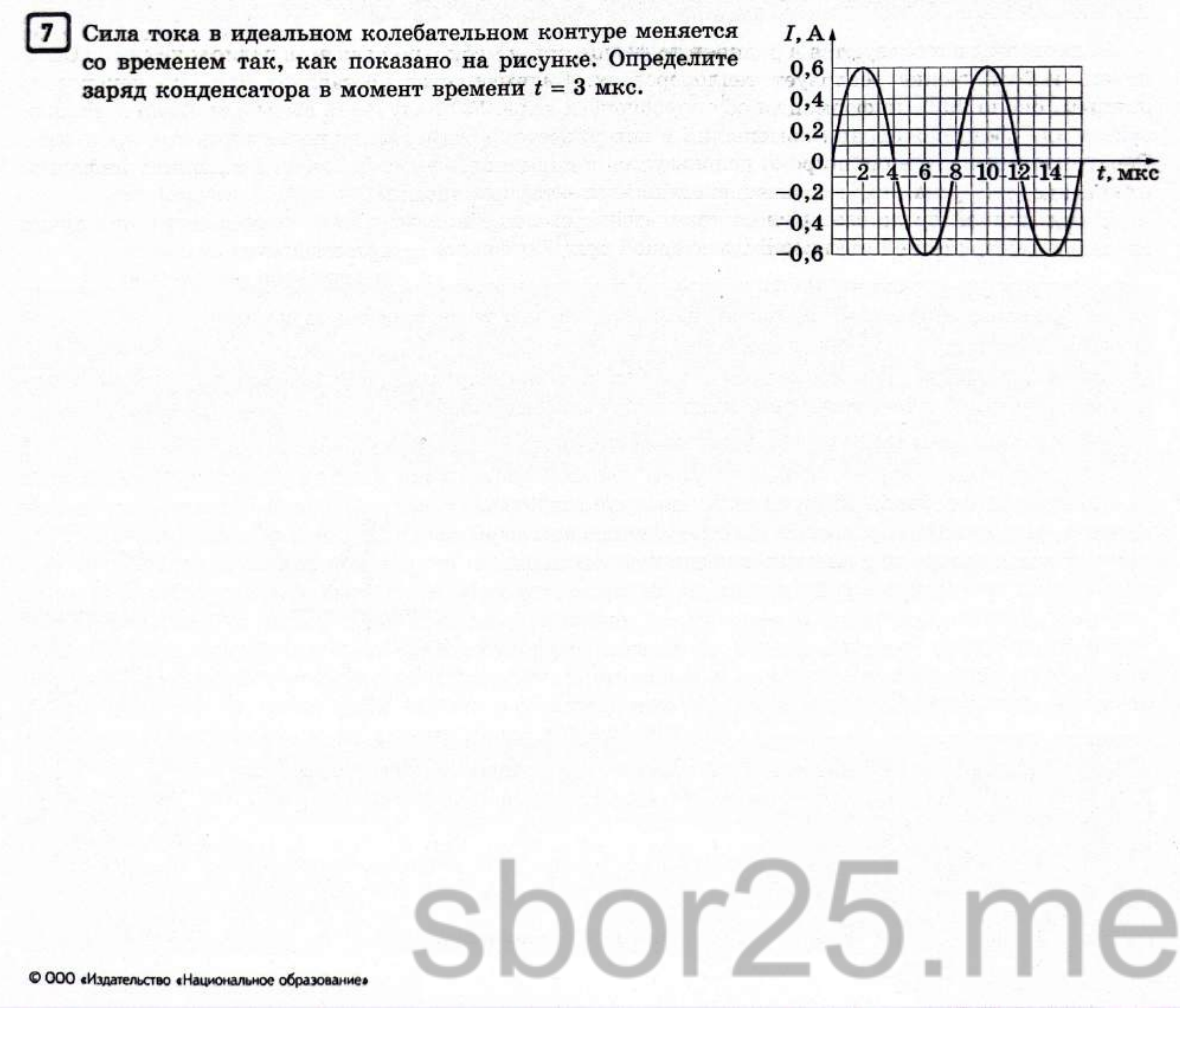 7 Сила тока в идеальном колебательном контуре меняется
со временем так, как показано на рисунке. Определите
заряд конденсатора в момент времени t = 3 мкс.
I, А
0,6
0,4
0,2
0
2 4 6 8 10 12 14 t, мкс
−0,2
−0,4
−0,6
sbor25.me
© ООО «Издательство «Национальное образование»